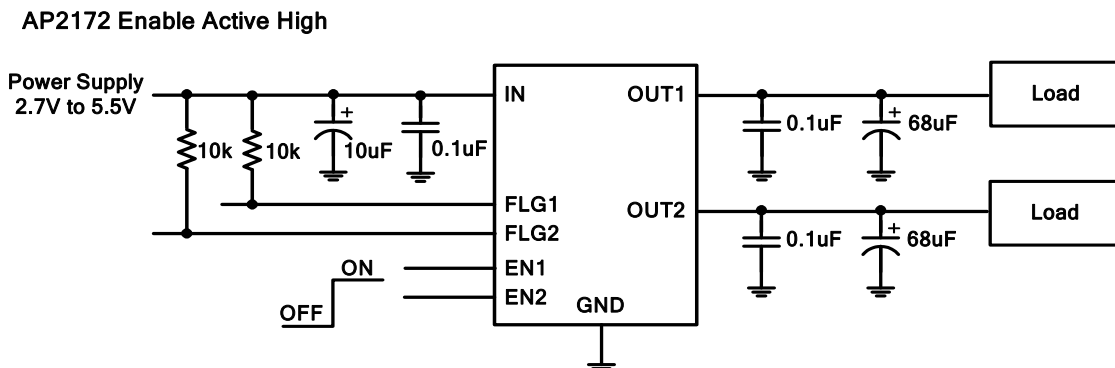 AP2172 Enable Active High
Power Supply
2.7V to 5.5V
IN
OUT1
Load
10k
10k
+
10uF
0.1uF
0.1uF
+
68uF
FLG1
FLG2
OUT2
Load
0.1uF
+
68uF
ON
OFF
EN1
EN2
GND